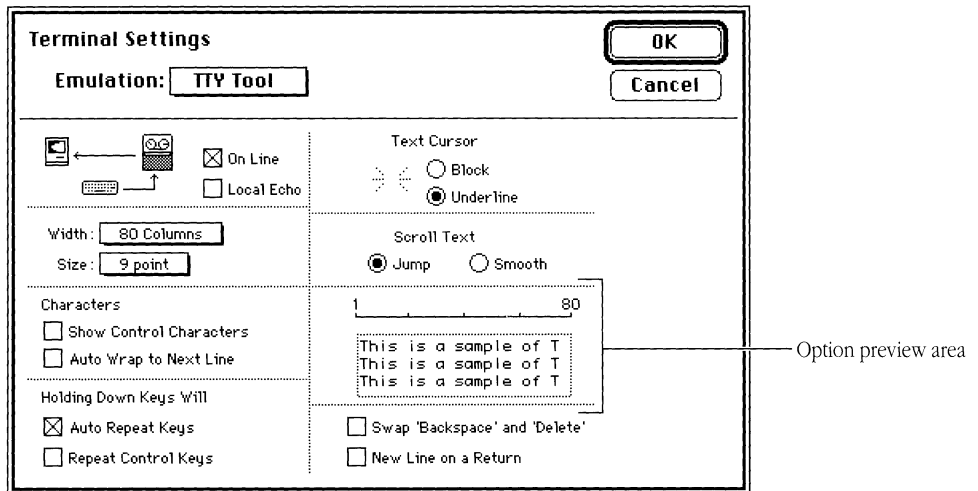 Terminal Settings
OK
Emulation: TTY Tool
Cancel
On Line
Local Echo
Text Cursor
Block
Underline
Width: 80 Columns
Size: 9 point
Scroll Text
Jump Smooth
Characters
Show Control Characters
Auto Wrap to Next Line
1 80
This is a sample of T
This is a sample of T
This is a sample of T
Option preview area
Holding Down Keys Will
Auto Repeat Keys
Repeat Control Keys
Swap 'Backspace' and 'Delete'
New Line on a Return